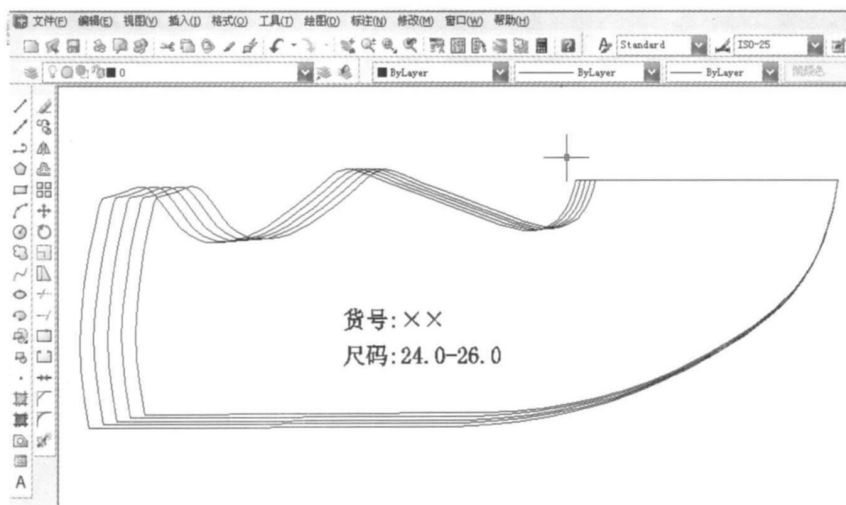 文件(F) 编辑(E) 视图(V) 插入(I) 格式(O) 工具(T) 绘图(D) 标注(N) 修改(M) 窗口(W) 帮助(H)
Standard ISO-25
0 ByLayer ByLayer ByLayer
货号:××
尺码:24.0-26.0
A